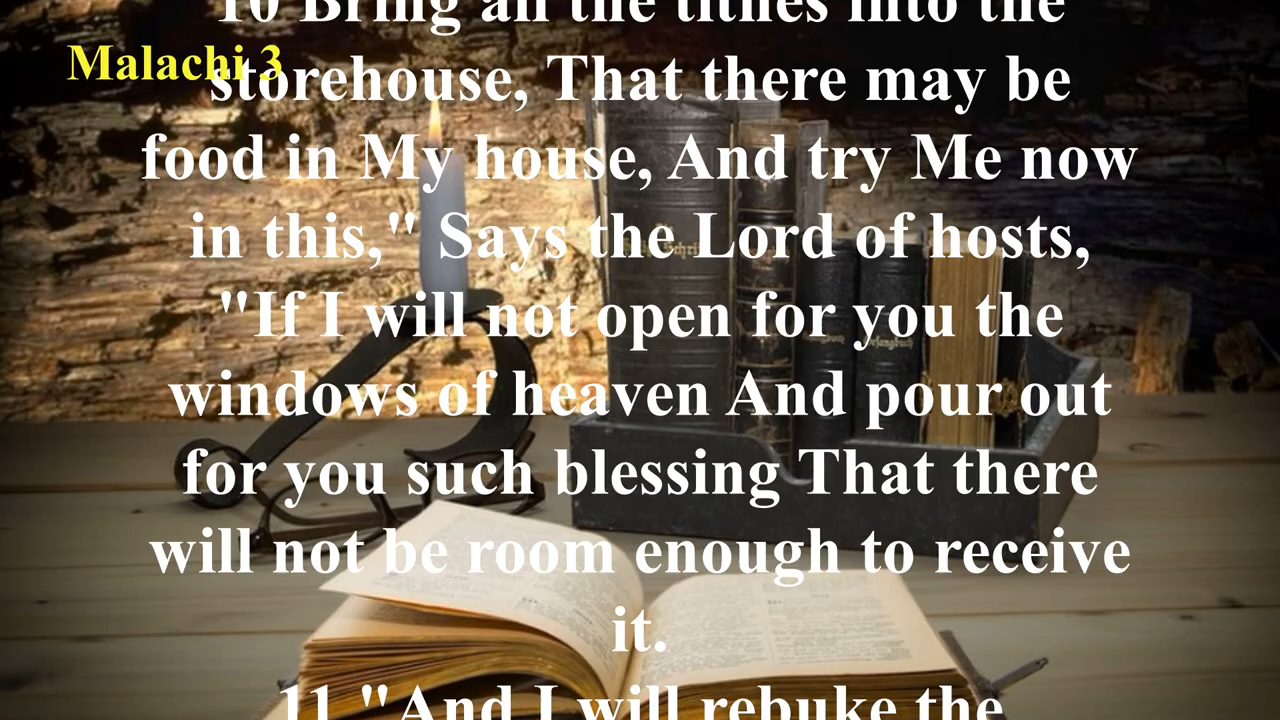 10 Bring all the tithes into the
Malachi 3
storehouse, That there may be
food in My house, And try Me now
in this," Says the Lord of hosts,
"If I will not open for you the
windows of heaven And pour out
for you such blessing That there
will not be room enough to receive
it.
11 "And I will rebuke the